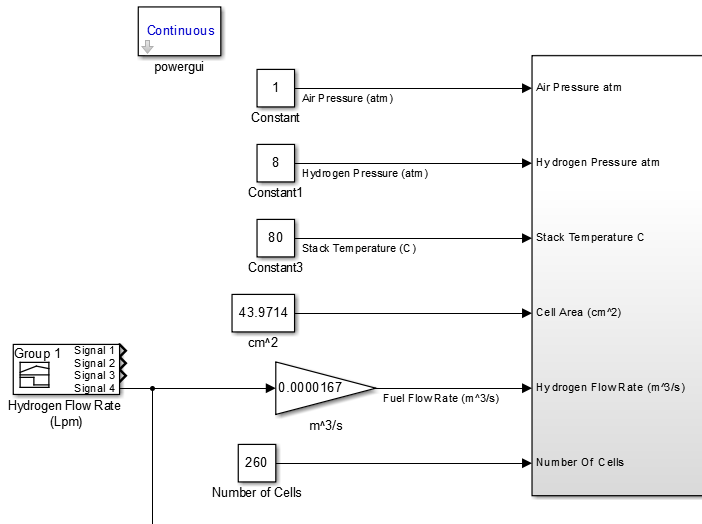 Continuous
powergui
1
Air Pressure (atm)
Constant
Air Pressure atm
8
Hydrogen Pressure (atm)
Constant1
Hydrogen Pressure atm
80
Stack Temperature (C)
Constant3
Stack Temperature C
43.9714
cm^2
Cell Area (cm^2)
Group 1
Signal 1
Signal 2
Signal 3
Signal 4
Hydrogen Flow Rate
(Lpm)
0.0000167
Fuel Flow Rate (m^3/s)
m^3/s
Hydrogen Flow Rate (m^3/s)
260
Number of Cells
Number Of Cells